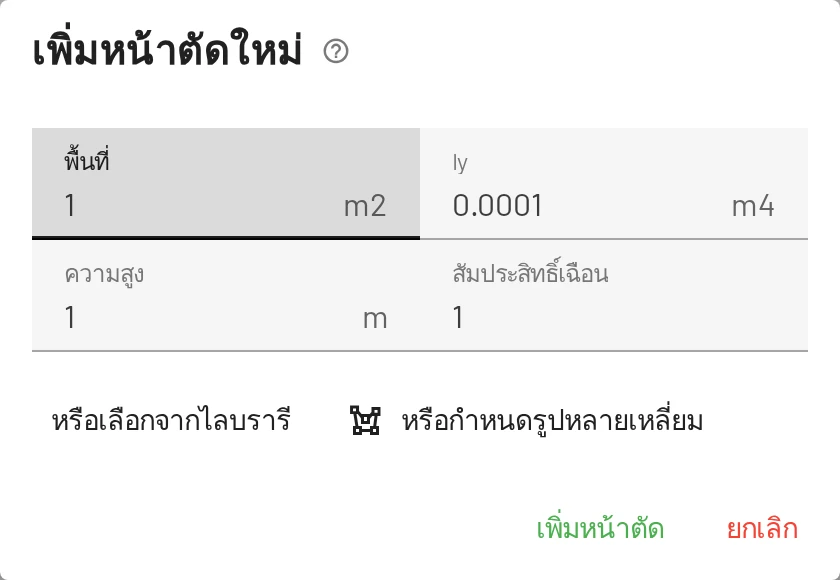 เพิ่มหน้าตัดใหม่ ?
พื้นที่
1 m2
Iy
0.0001 m4
ความสูง
1 m
สัมประสิทธิ์เฉือน
1
หรือเลือกจากไลบรารี
หรือกำหนดรูปหลายเหลี่ยม
เพิ่มหน้าตัด
ยกเลิก